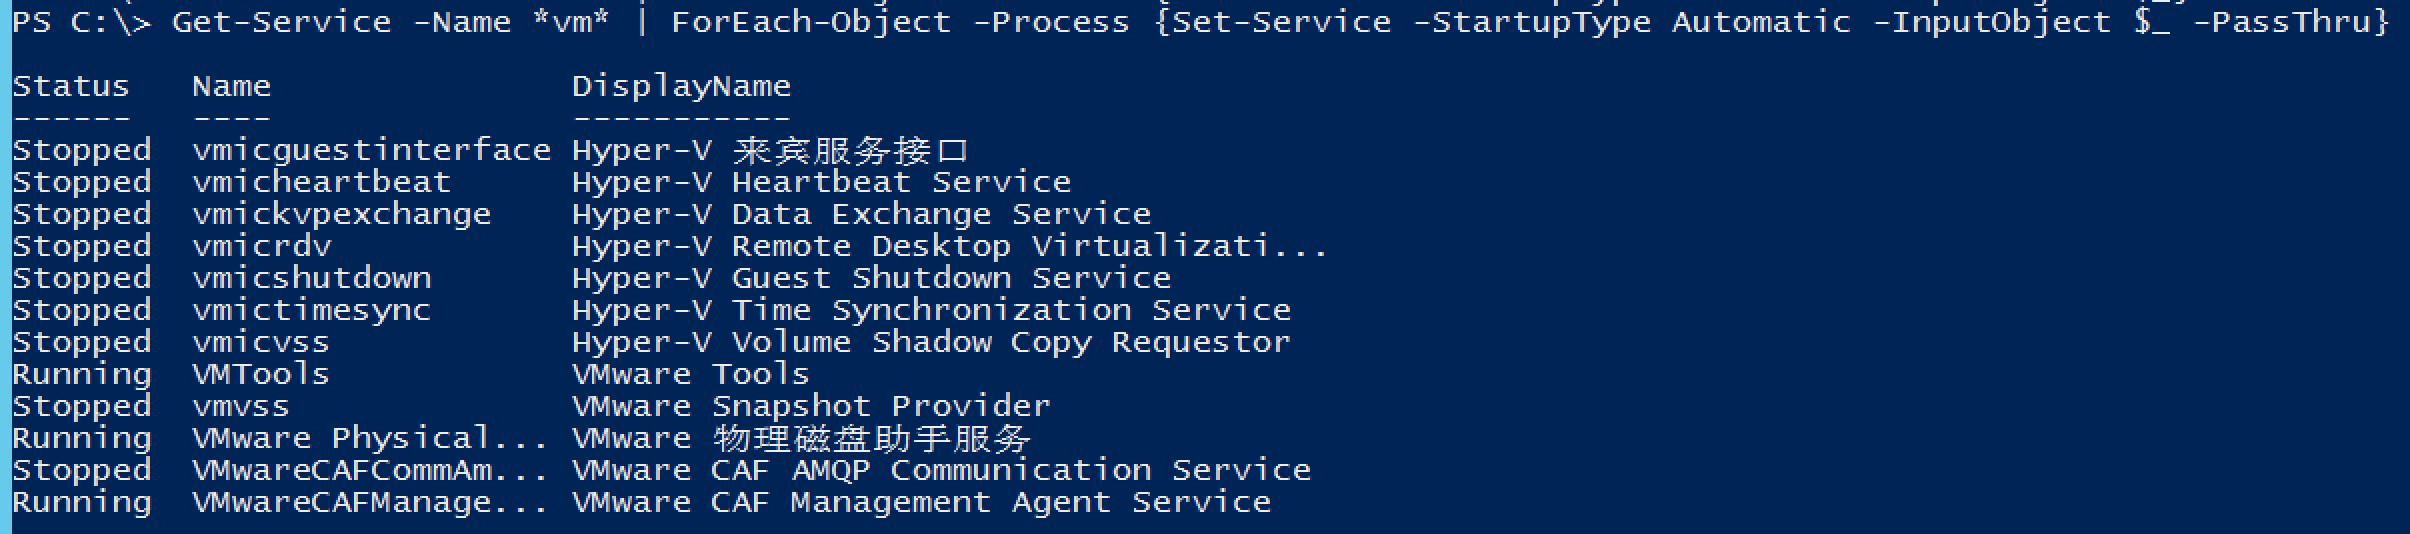 PS C:\> Get-Service -Name *vm* | ForEach-Object -Process {Set-Service -StartupType Automatic -InputObject $_ -PassThru}
Status   Name               DisplayName
------   ----               -----------
Stopped  vmicguestinterface Hyper-V 来宾服务接口
Stopped  vmicheartbeat      Hyper-V Heartbeat Service
Stopped  vmickvpexchange    Hyper-V Data Exchange Service
Stopped  vmicrdv            Hyper-V Remote Desktop Virtualizati...
Stopped  vmicshutdown       Hyper-V Guest Shutdown Service
Stopped  vmictimesync       Hyper-V Time Synchronization Service
Stopped  vmicvss            Hyper-V Volume Shadow Copy Requestor
Running  VMTools            VMware Tools
Stopped  vmvss              VMware Snapshot Provider
Running  VMware Physical... VMware 物理磁盘助手服务
Stopped  VMwareCAFCommAm... VMware CAF AMQP Communication Service
Running  VMwareCAFManage... VMware CAF Management Agent Service